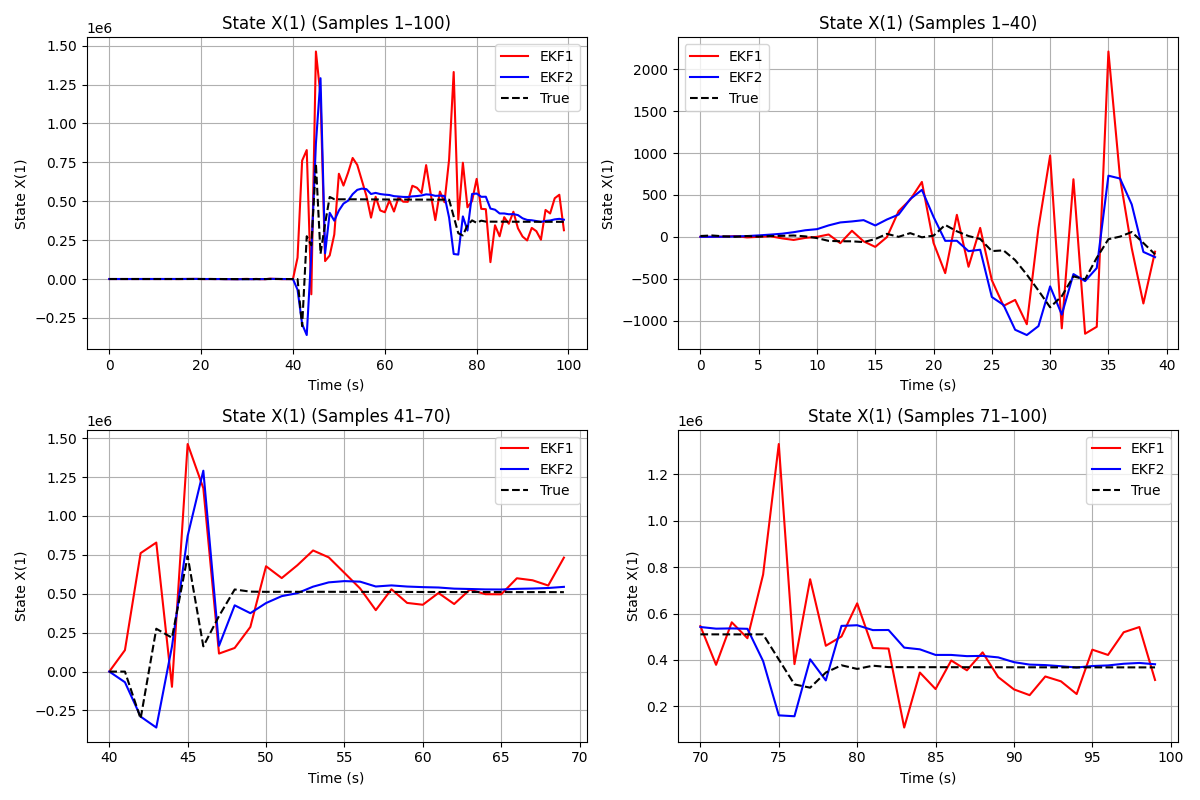 State X(1) (Samples 1–100)
1e6
1.50
1.25
1.00
0.75
0.50
0.25
0.00
−0.25
State X(1)
0 20 40 60 80 100
Time (s)
EKF1
EKF2
True
State X(1) (Samples 1–40)
2000
1500
1000
500
0
−500
−1000
State X(1)
0 5 10 15 20 25 30 35 40
Time (s)
EKF1
EKF2
True
State X(1) (Samples 41–70)
1e6
1.50
1.25
1.00
0.75
0.50
0.25
0.00
−0.25
State X(1)
40 45 50 55 60 65 70
Time (s)
EKF1
EKF2
True
State X(1) (Samples 71–100)
1e6
1.2
1.0
0.8
0.6
0.4
0.2
State X(1)
70 75 80 85 90 95 100
Time (s)
EKF1
EKF2
True